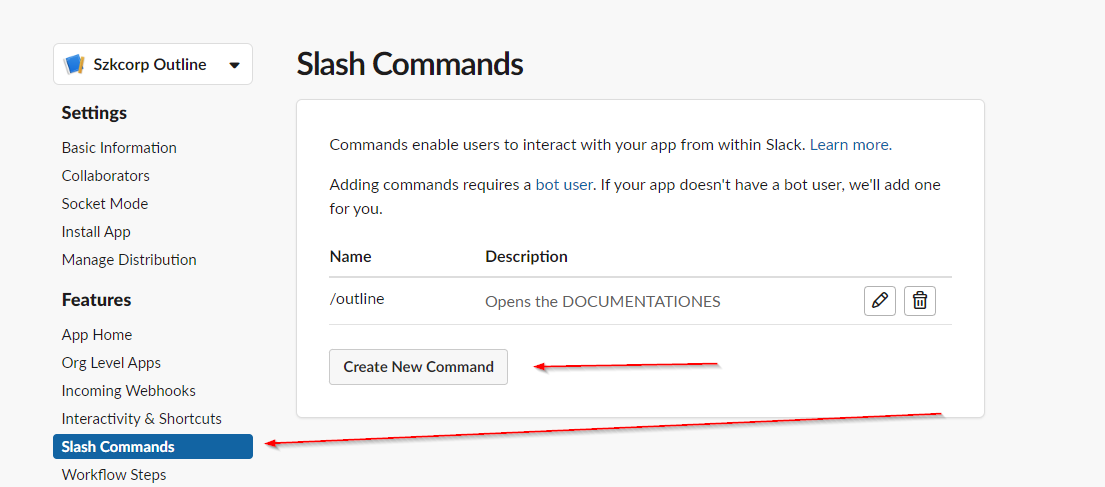 Szkcorp Outline
Settings
Basic Information
Collaborators
Socket Mode
Install App
Manage Distribution
Features
App Home
Org Level Apps
Incoming Webhooks
Interactivity & Shortcuts
Slash Commands
Workflow Steps
Slash Commands
Commands enable users to interact with your app from within Slack. Learn more.
Adding commands requires a bot user. If your app doesn't have a bot user, we'll add one
for you.
Name Description
/outline Opens the DOCUMENTATIONES
Create New Command